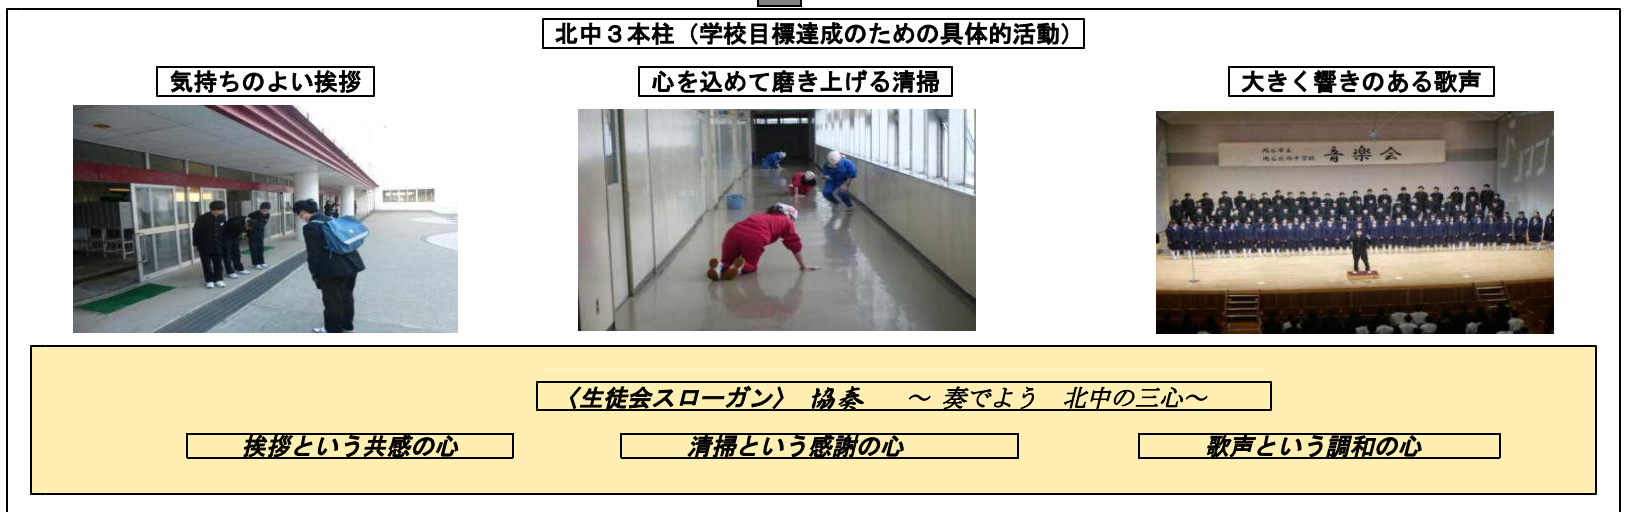 北中３本柱（学校目標達成のための具体的活動）
気持ちのよい挨拶
心を込めて磨き上げる清掃
大きく響きのある歌声
音楽会
〈生徒会スローガン〉 協奏　～ 奏でよう　北中の三心～
挨拶という共感の心
清掃という感謝の心
歌声という調和の心